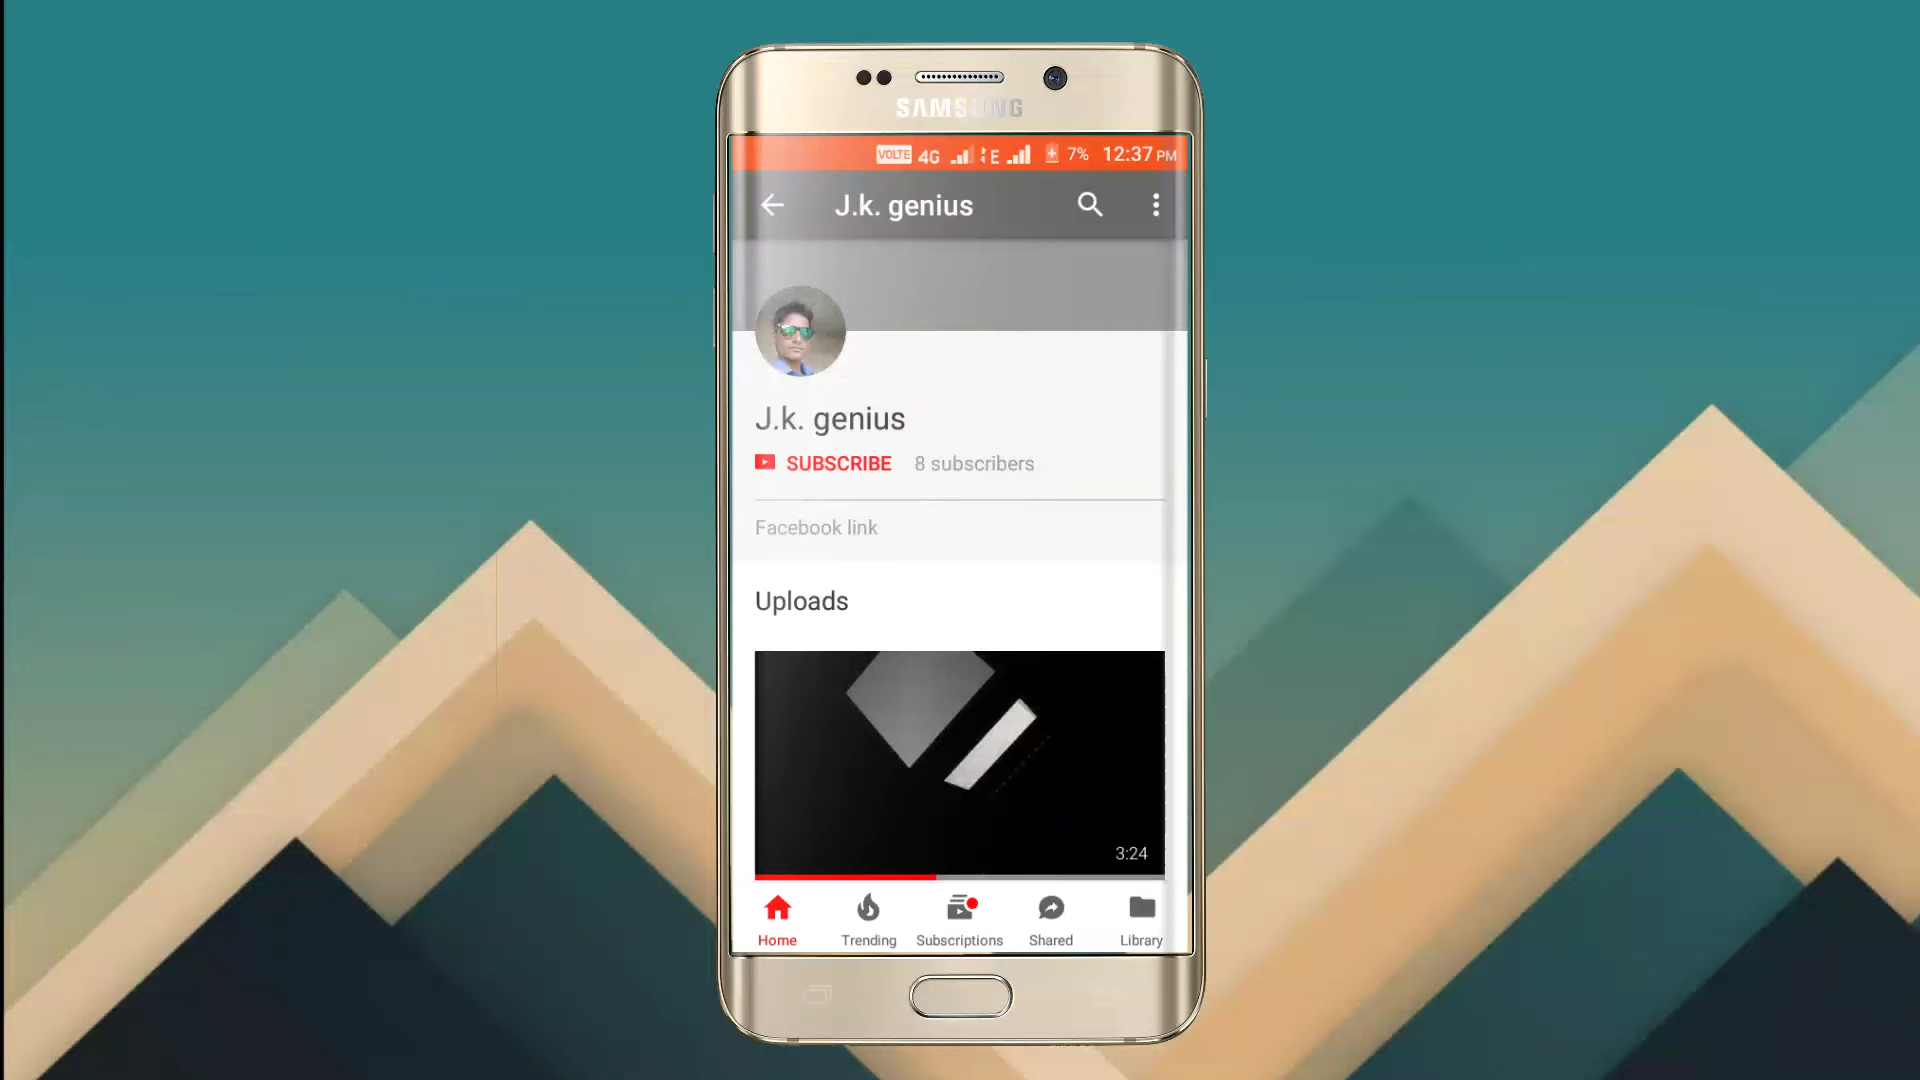 SAMSUNG
VOLTE 4G E 7% 12:37 PM
J.k. genius
J.k. genius
SUBSCRIBE 8 subscribers
Facebook link
Uploads
3:24
Home Trending Subscriptions Shared Library